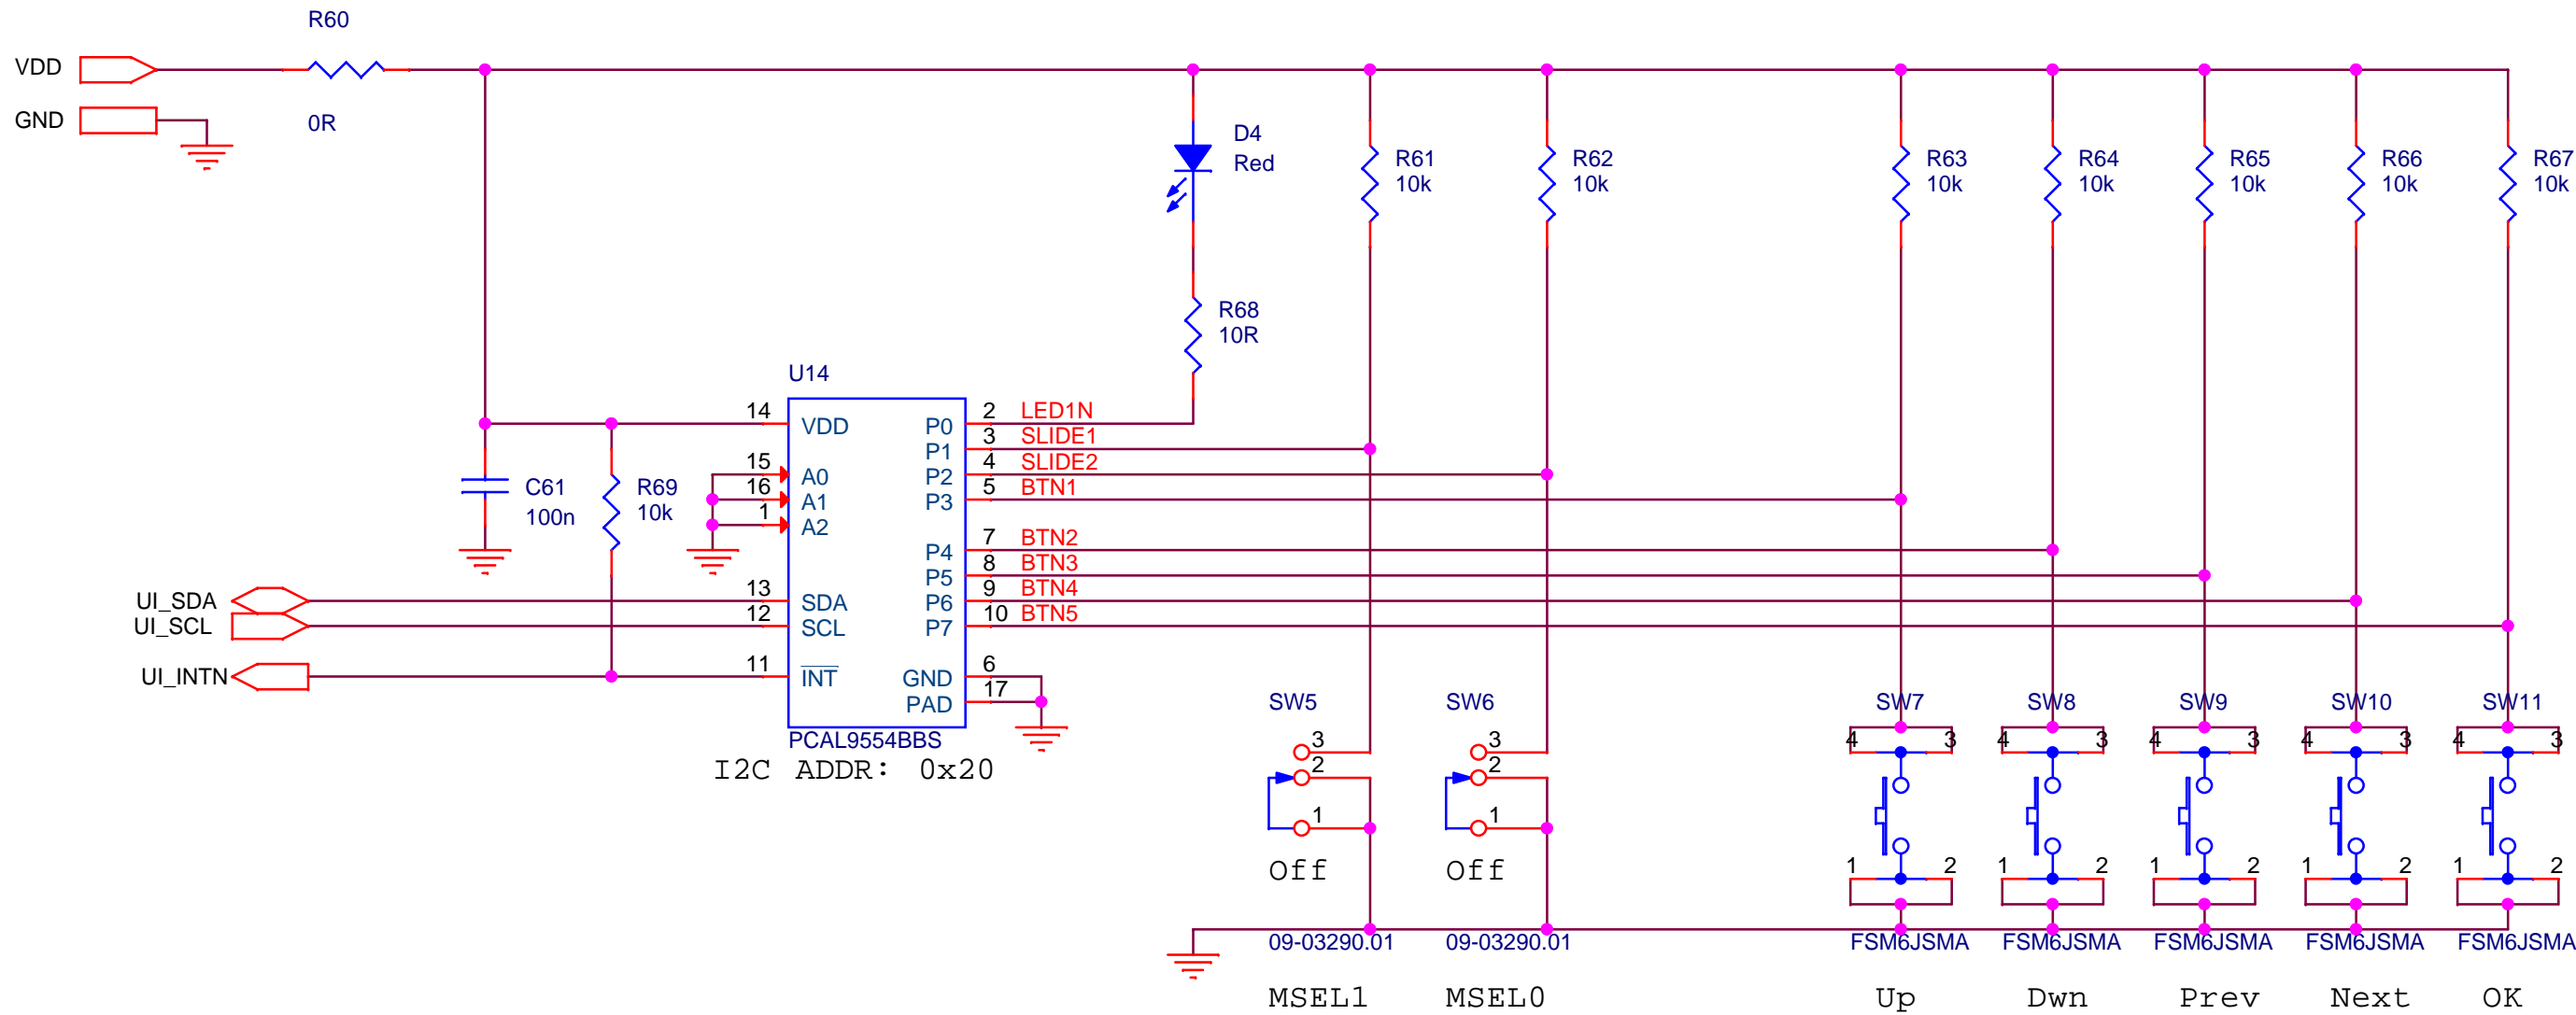 R60
VDD
GND
0R
D4
Red
R61
10k
R62
10k
R63
10k
R64
10k
R65
10k
R66
10k
R67
10k
R68
10R
U14
14 VDD P0 2 LED1N
P1 3 SLIDE1
15 A0 P2 4 SLIDE2
16 A1 P3 5 BTN1
1 A2
C61
100n
R69
10k
P4 7 BTN2
P5 8 BTN3
UI_SDA 13 SDA P6 9 BTN4
UI_SCL 12 SCL P7 10 BTN5
UI_INTN 11 INT GND 6
PAD 17
PCAL9554BBS
I2C ADDR: 0x20
SW5
3
2
1
Off
09-03290.01
MSEL1
SW6
3
2
1
Off
09-03290.01
MSEL0
SW7
4 3
1 2
FSM6JSMA
Up
SW8
4 3
1 2
FSM6JSMA
Dwn
SW9
4 3
1 2
FSM6JSMA
Prev
SW10
4 3
1 2
FSM6JSMA
Next
SW11
4 3
1 2
FSM6JSMA
OK